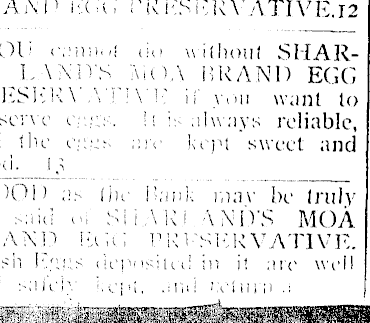 AND EGG PRESERVATIVE.12
OU cannot do without SHAR-
LAND'S MOA BRAND EGG
RESERVATIVE if you want to
serve eggs. It is always reliable,
the eggs are kept sweet and
d. 13
OOD as the Bank may be truly
said of SHARLAND'S MOA
AND EGG PRESERVATIVE.
sh Eggs deposited in it are well
safely kept, and return a